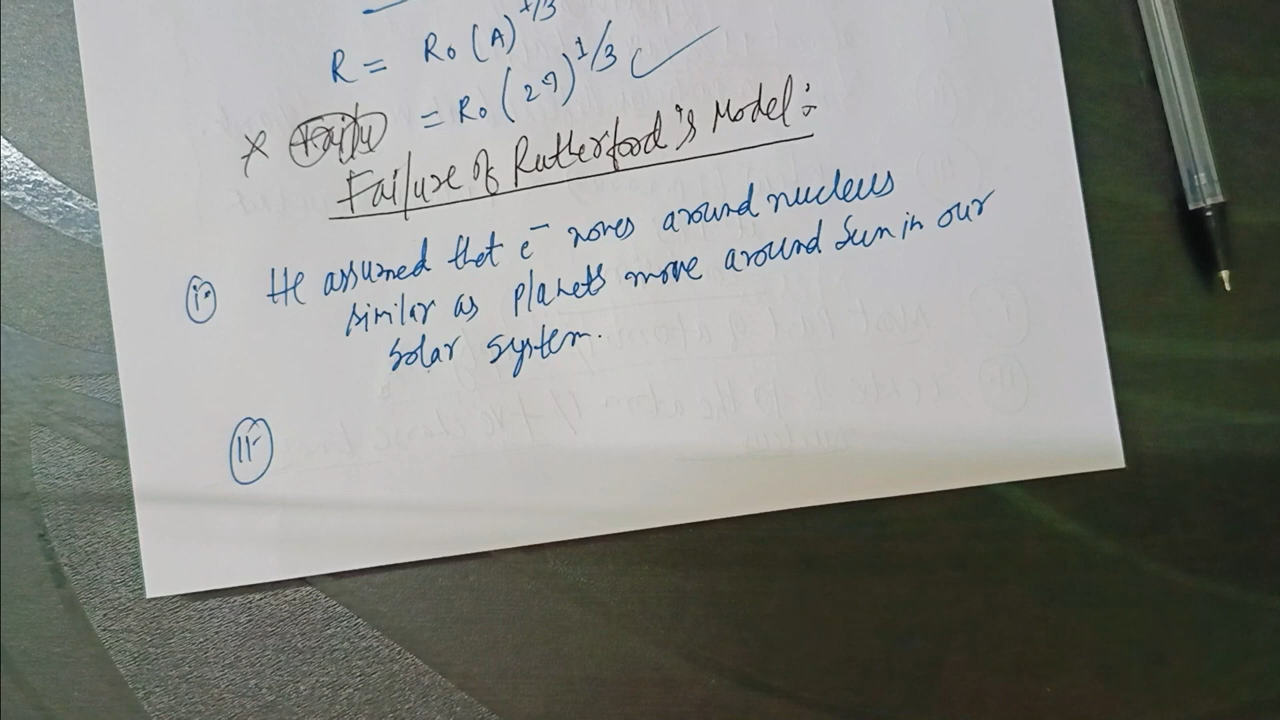 R = R₀ (A)^1/3
= R₀ (27)^1/3 ✓
×
Failure of Rutherford's Model :-
i. He assumed that e⁻ moves around nucleus
similar as planets move around Sun in our
Solar system.
ii.